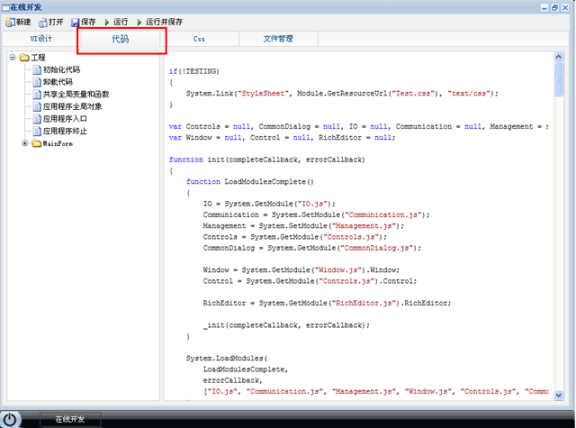 在线开发
新建 打开 保存 运行 运行并保存
UI设计 代码 Css 文件管理
工程
初始化代码
卸载代码
共享全局变量和函数
应用程序全局对象
应用程序入口
应用程序终止
MainForm
if(!TESTING)
{
System.Link("StyleSheet", Module.GetResourceUrl("Test.css"), "text/css");
}
var Controls = null, CommonDialog = null, IO = null, Communication = null, Management = n
var Window = null, Control = null, RichEditor = null;
function init(completeCallback, errorCallback)
{
function LoadModulesComplete()
{
IO = System.GetModule("IO.js");
Communication = System.GetModule("Communication.js");
Management = System.GetModule("Management.js");
Controls = System.GetModule("Controls.js");
CommonDialog = System.GetModule("CommonDialog.js");
Window = System.GetModule("Window.js").Window;
Control = System.GetModule("Controls.js").Control;
RichEditor = System.GetModule("RichEditor.js").RichEditor;
_init(completeCallback, errorCallback);
}
System.LoadModules(
LoadModulesComplete,
errorCallback,
["IO.js", "Communication.js", "Management.js", "Window.js", "Controls.js", "Commo
在线开发